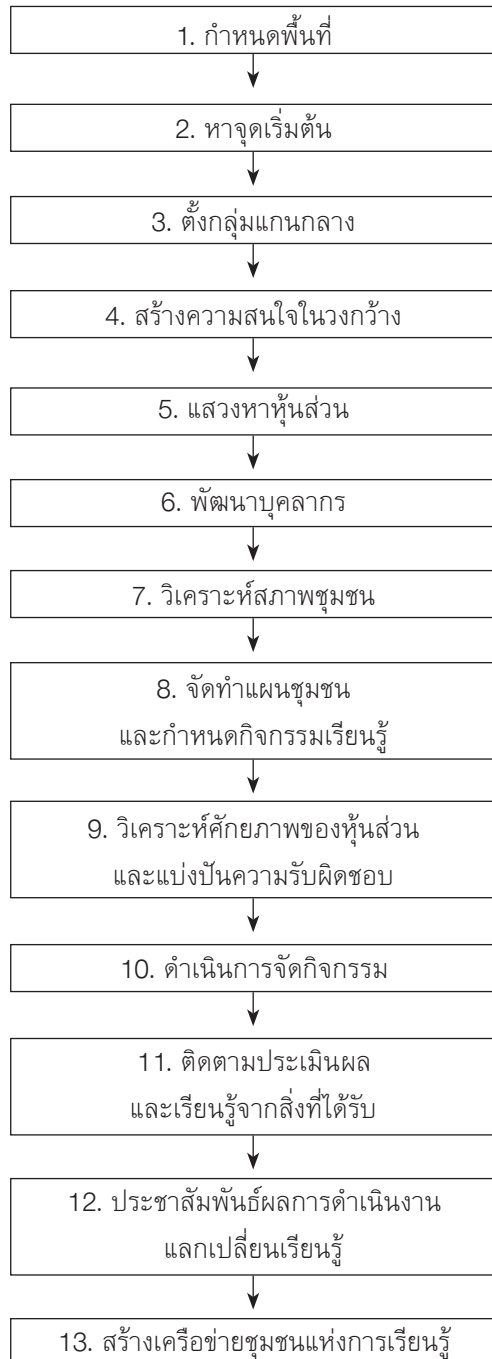 1. กำหนดพื้นที่
2. หาจุดเริ่มต้น
3. ตั้งกลุ่มแกนกลาง
4. สร้างความสนใจในวงกว้าง
5. แสวงหาหุ้นส่วน
6. พัฒนาบุคลากร
7. วิเคราะห์สภาพชุมชน
8. จัดทำแผนชุมชน
และกำหนดกิจกรรมเรียนรู้
9. วิเคราะห์ศักยภาพของหุ้นส่วน
และแบ่งปันความรับผิดชอบ
10. ดำเนินการจัดกิจกรรม
11. ติดตามประเมินผล
และเรียนรู้จากสิ่งที่ได้รับ
12. ประชาสัมพันธ์ผลการดำเนินงาน
แลกเปลี่ยนเรียนรู้
13. สร้างเครือข่ายชุมชนแห่งการเรียนรู้